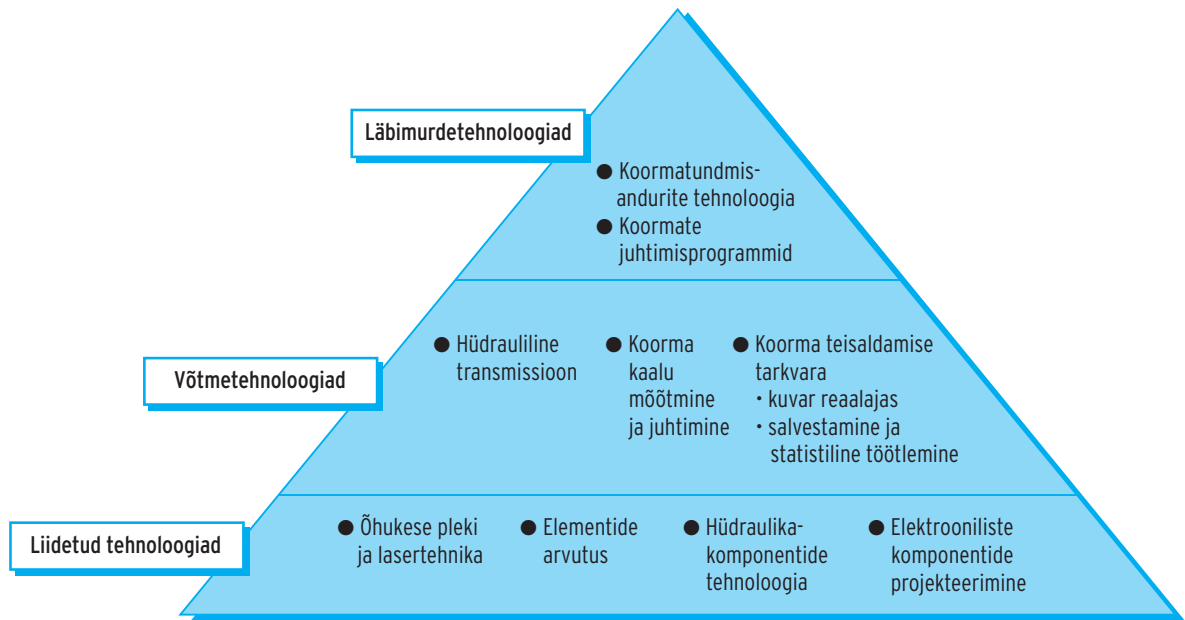 Läbimurdetehnoloogiad
● Koormatundmis-
andurite tehnoloogia
● Koormate
juhtimisprogrammid
Võtmetehnoloogiad
● Hüdrauliline
transmissioon
● Koorma
kaalu
mõõtmine
ja juhtimine
● Koorma teisaldamise
tarkvara
· kuvar reaalajas
· salvestamine ja
statistiline töötlemine
Liidetud tehnoloogiad
● Õhukese pleki
ja lasertehnika
● Elementide
arvutus
● Hüdraulika-
komponentide
tehnoloogia
● Elektrooniliste
komponentide
projekteerimine